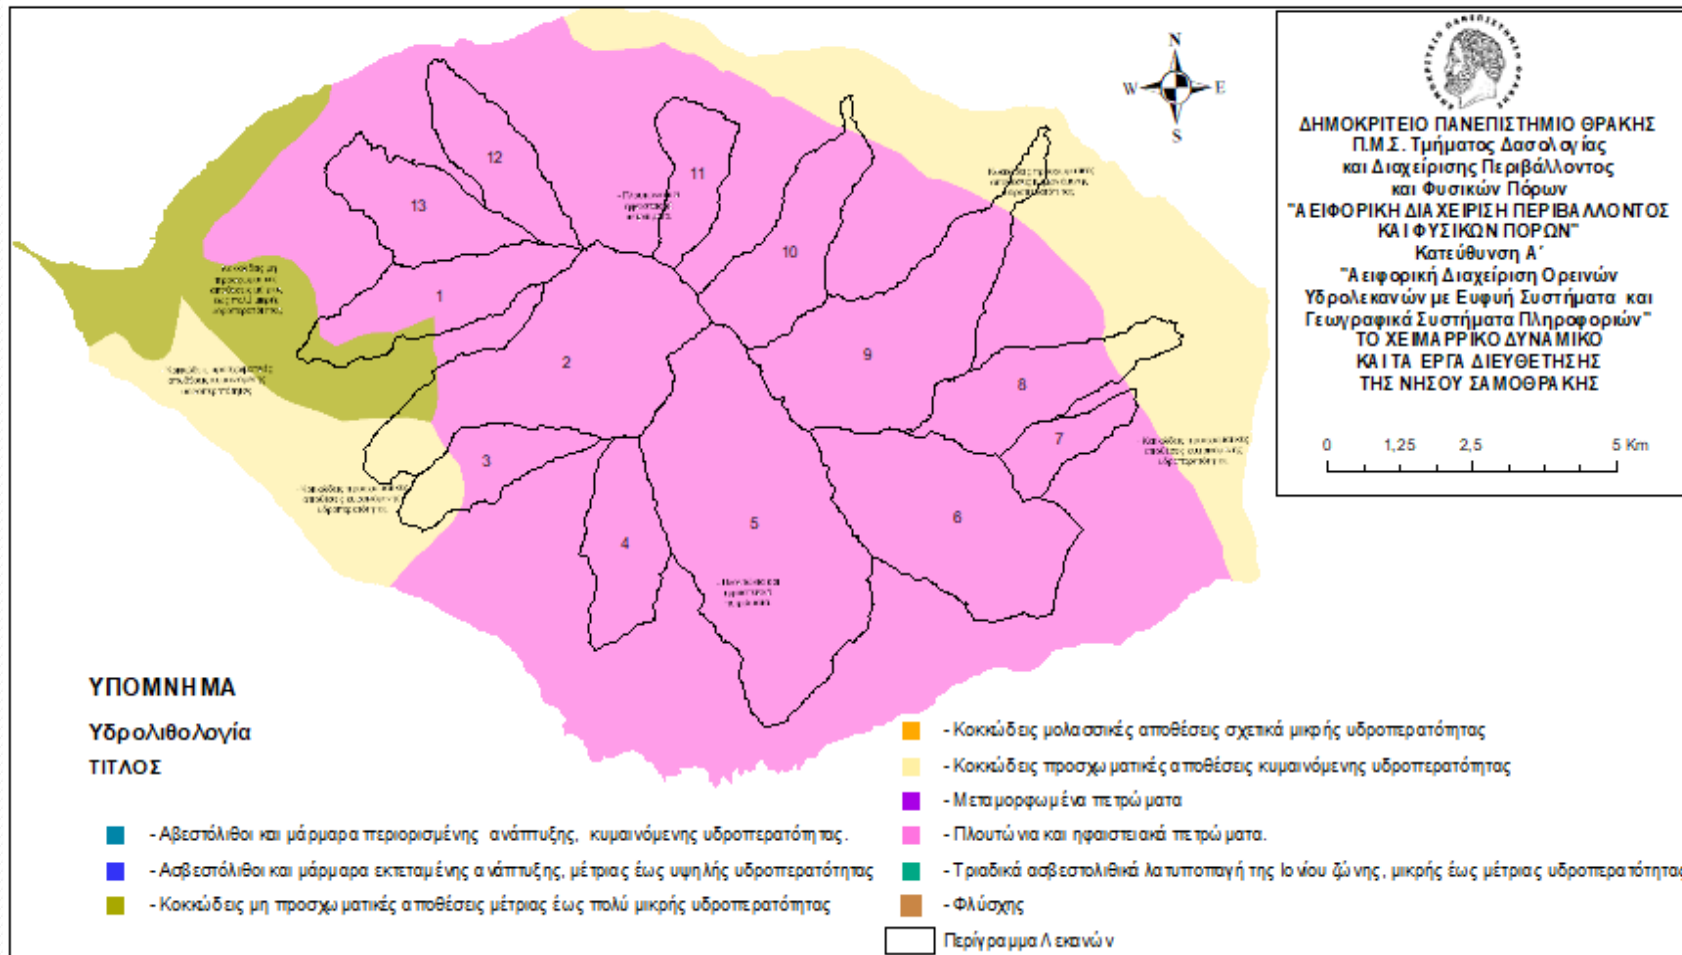 ΔΗΜΟΚΡΙΤΕΙΟ ΠΑΝΕΠΙΣΤΗΜΙΟ ΘΡΑΚΗΣ
N
W E
S
ΔΗΜΟΚΡΙΤΕΙΟ ΠΑΝΕΠΙΣΤΗΜΙΟ ΘΡΑΚΗΣ
Π.Μ.Σ. Τμήματος Δασολογίας
και Διαχείρισης Περιβάλλοντος
και Φυσικών Πόρων
"ΑΕΙΦΟΡΙΚΗ ΔΙΑΧΕΙΡΙΣΗ ΠΕΡΙΒΑΛΛΟΝΤΟΣ
ΚΑΙ ΦΥΣΙΚΩΝ ΠΟΡΩΝ"
Κατεύθυνση Α΄
"Αειφορική Διαχείριση Ορεινών
Υδρολεκανών με Ευφυή Συστήματα και
Γεωγραφικά Συστήματα Πληροφοριών"
ΤΟ ΧΕΙΜΑΡΡΙΚΟ ΔΥΝΑΜΙΚΟ
ΚΑΙ ΤΑ ΕΡΓΑ ΔΙΕΥΘΕΤΗΣΗΣ
ΤΗΣ ΝΗΣΟΥ ΣΑΜΟΘΡΑΚΗΣ
0 1,25 2,5 5 Km
12
11
13
10
1
9
2
8
7
3
6
5
4
ΥΠΟΜΝΗΜΑ
Υδρολιθολογία
ΤΙΤΛΟΣ
- Αβεστόλιθοι και μάρμαρα περιορισμένης ανάπτυξης, κυμαινόμενης υδροπερατότητας.
- Ασβεστόλιθοι και μάρμαρα εκτεταμένης ανάπτυξης, μέτριας έως υψηλής υδροπερατότητας
- Κοκκώδεις μη προσχωματικές αποθέσεις μέτριας έως πολύ μικρής υδροπερατότητας
- Κοκκώδεις μολασσικές αποθέσεις σχετικά μικρής υδροπερατότητας
- Κοκκώδεις προσχωματικές αποθέσεις κυμαινόμενης υδροπερατότητας
- Μεταμορφωμένα πετρώματα
- Πλουτώνια και ηφαιστειακά πετρώματα.
- Τριαδικά ασβεστολιθικά λατυποπαγή της Ιονίου ζώνης, μικρής έως μέτριας υδροπερατότητας
- Φλύσχης
Περίγραμμα Λεκανών